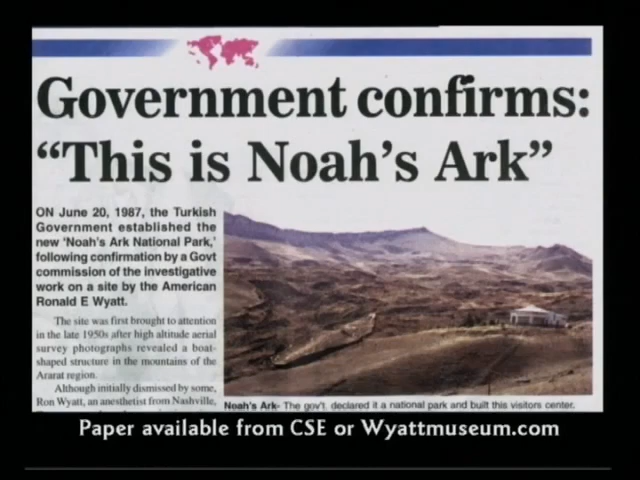 Government confirms:
“This is Noah’s Ark”
ON June 20, 1987, the Turkish
Government established the
new ‘Noah’s Ark National Park,’
following confirmation by a Govt
commission of the investigative
work on a site by the American
Ronald E Wyatt.
The site was first brought to attention
in the late 1950s after high altitude aerial
survey photographs revealed a boat-
shaped structure in the mountains of the
Ararat region.
Although initially dismissed by some,
Ron Wyatt, an anesthetist from Nashville,
Noah's Ark- The gov't declared it a national park and built this visitors center.
Paper available from CSE or Wyattmuseum.com